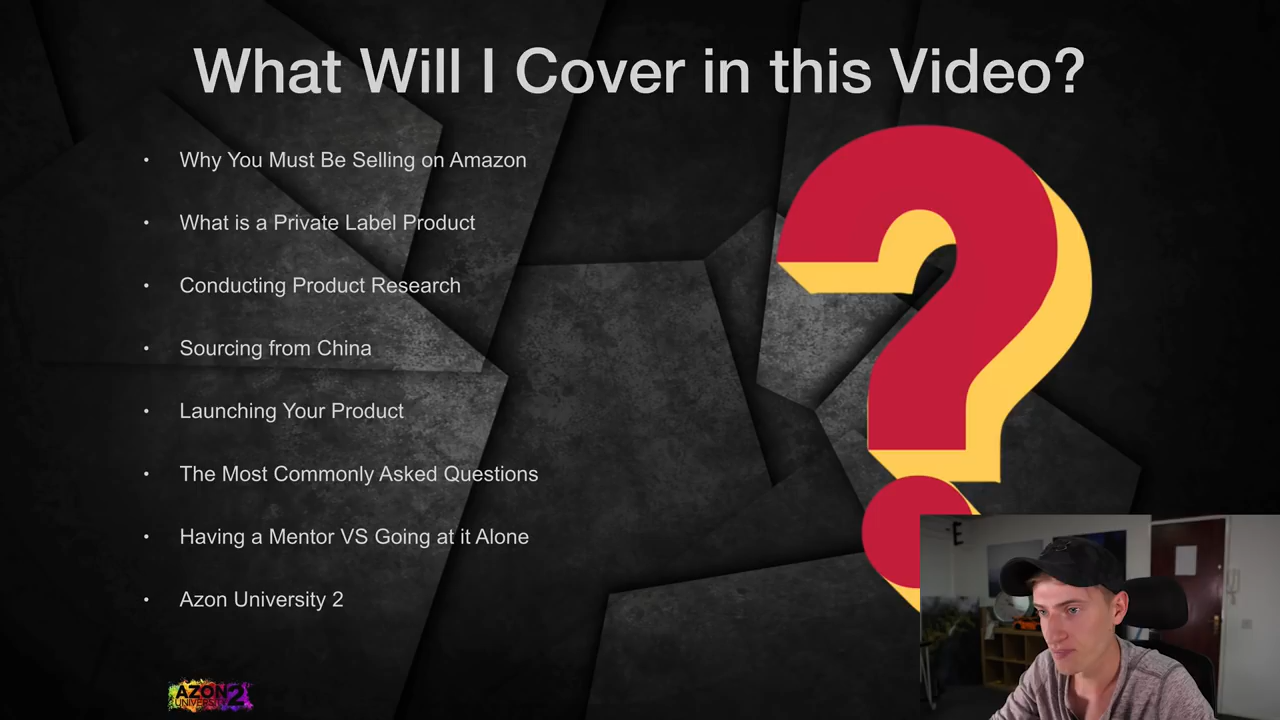 What Will I Cover in this Video?
• Why You Must Be Selling on Amazon
• What is a Private Label Product
• Conducting Product Research
• Sourcing from China
• Launching Your Product
• The Most Commonly Asked Questions
• Having a Mentor VS Going at it Alone
• Azon University 2
?
E
AZON 2
UNIVERSITY